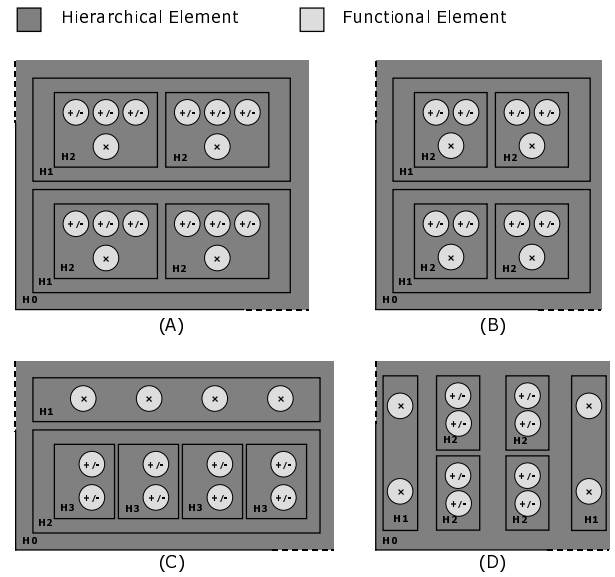 Hierarchical Element Functional Element
+/- +/- +/- +/- +/- +/- +/- +/- +/- +/-
× × × ×
H2 H2 H2 H2
H1 H1
+/- +/- +/- +/- +/- +/- +/- +/- +/- +/-
× × × ×
H2 H2 H2 H2
H1 H1
H0 H0
(A) (B)
× × × × × +/- +/- ×
H1 +/- +/-
H2 H2
+/- +/- +/- +/- +/- +/-
+/- +/- +/- +/- × +/- +/- ×
H3 H3 H3 H3
H2 H1 H2 H2 H1
H0 H0
(C) (D)